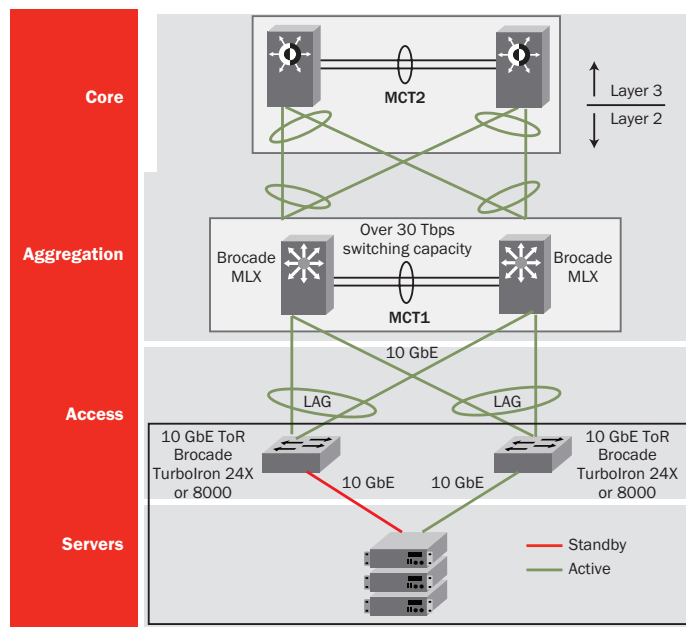 Core
MCT2
Layer 3
Layer 2
Aggregation
Over 30 Tbps
switching capacity
Brocade
MLX
Brocade
MLX
MCT1
10 GbE
Access
LAG
LAG
10 GbE ToR
Brocade
TurboIron 24X
or 8000
10 GbE ToR
Brocade
TurboIron 24X
or 8000
10 GbE
10 GbE
Servers
Standby
Active